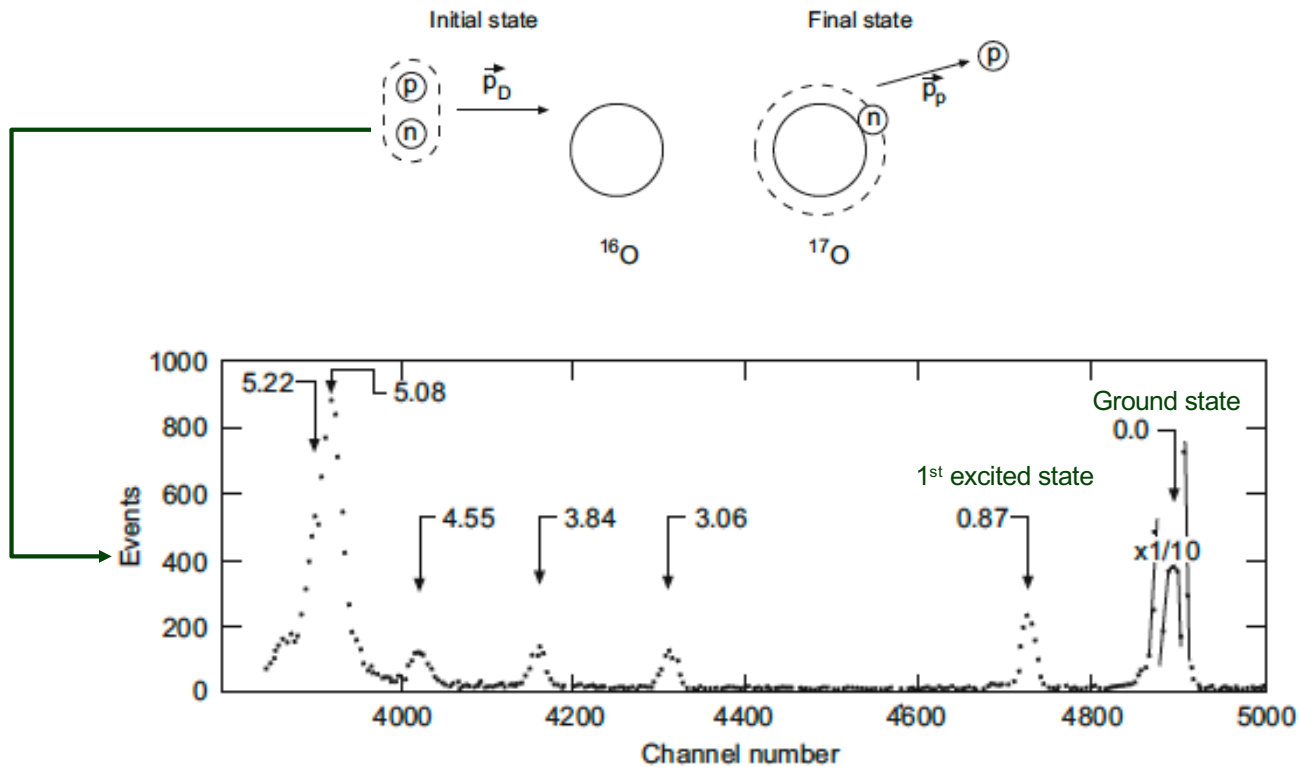 Initial state
Final state
p
n
p⃗D
n
p
p⃗p
¹⁶O
¹⁷O
1000
800
600
400
200
0
Events
5.22
5.08
4.55
3.84
3.06
1st excited state
0.87
Ground state
0.0
x1/10
4000
4200
4400
4600
4800
5000
Channel number